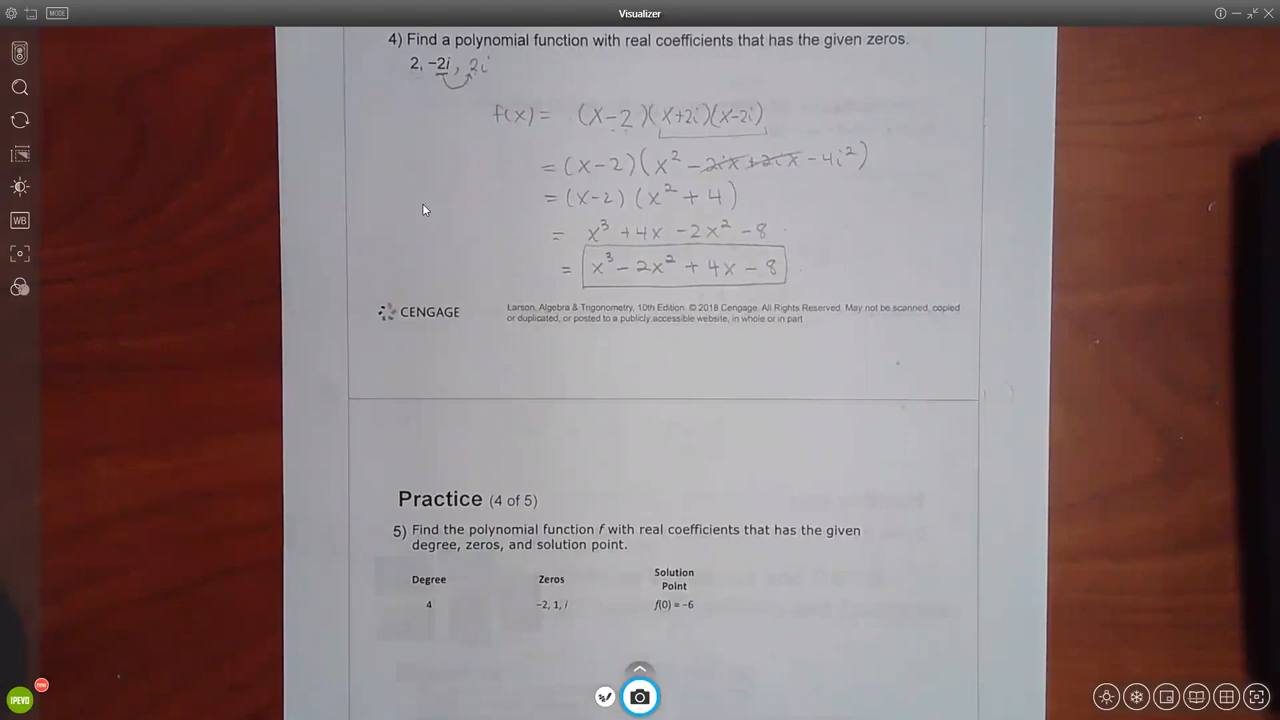 MODE
Visualizer
4) Find a polynomial function with real coefficients that has the given zeros.
2, −2i, 2i
f(x) = (x-2)(x+2i)(x-2i)
= (x-2)(x² - 2ix + 2ix - 4i²)
= (x-2)(x² + 4)
= x³ + 4x - 2x² - 8
= x³ - 2x² + 4x - 8
CENGAGE
Larson, Algebra & Trigonometry, 10th Edition. © 2018 Cengage. All Rights Reserved. May not be scanned, copied
or duplicated, or posted to a publicly accessible website, in whole or in part
Practice (4 of 5)
5) Find the polynomial function f with real coefficients that has the given
degree, zeros, and solution point.
Degree Zeros Solution Point
4 −2, 1, i f(0) = −6
WB
IPEVO
new